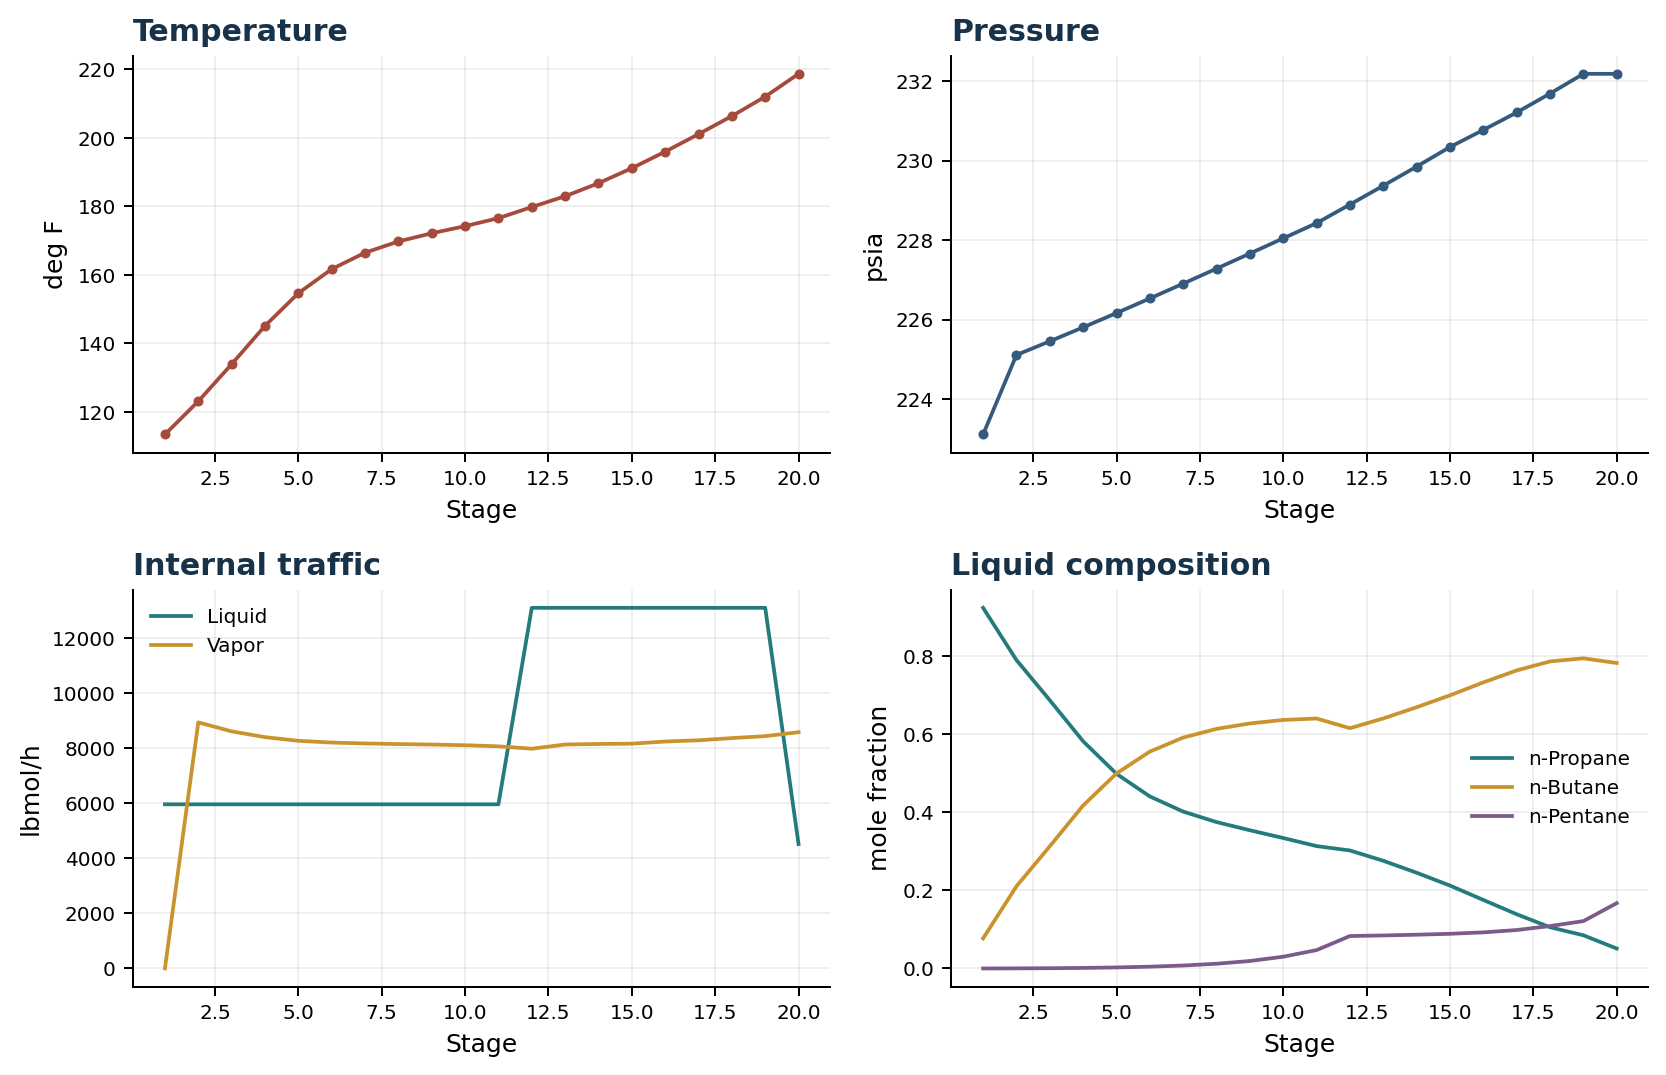 Temperature
deg F
220
200
180
160
140
120
2.5 5.0 7.5 10.0 12.5 15.0 17.5 20.0
Stage
Pressure
psia
232
230
228
226
224
2.5 5.0 7.5 10.0 12.5 15.0 17.5 20.0
Stage
Internal traffic
lbmol/h
Liquid
Vapor
12000
10000
8000
6000
4000
2000
0
2.5 5.0 7.5 10.0 12.5 15.0 17.5 20.0
Stage
Liquid composition
mole fraction
0.8
0.6
0.4
0.2
0.0
n-Propane
n-Butane
n-Pentane
2.5 5.0 7.5 10.0 12.5 15.0 17.5 20.0
Stage